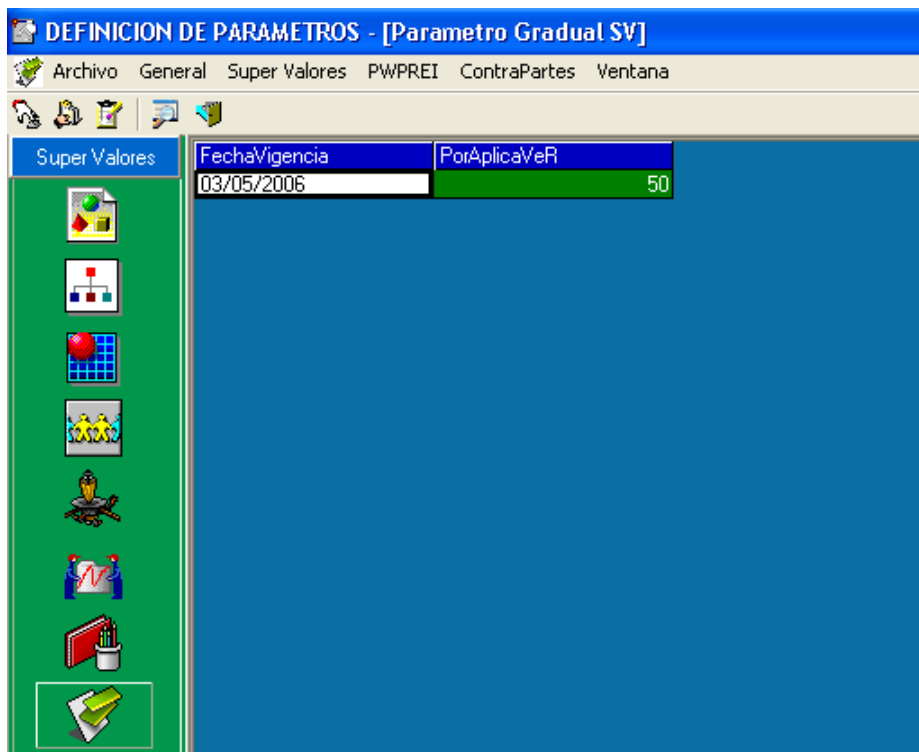 DEFINICION DE PARAMETROS - [Parametro Gradual SV]
Archivo General Super Valores PWPREI ContraPartes Ventana
Super Valores
FechaVigencia PorAplicaVeR
03/05/2006 50